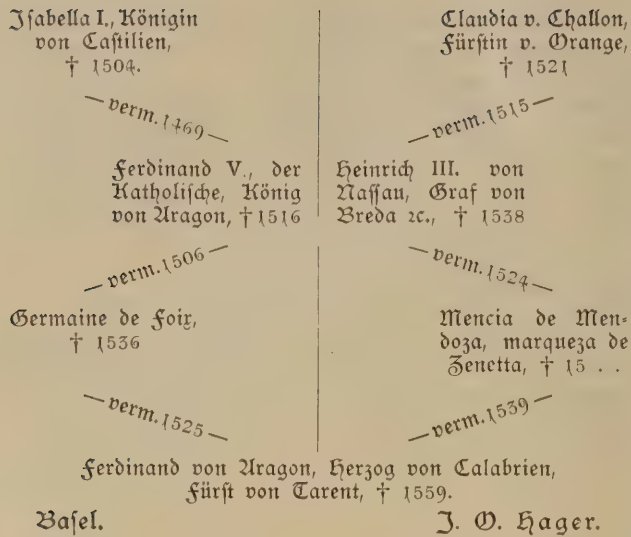 Isabella I., Königin
von Castilien,
† 1504.
Claudia v. Challon,
Fürstin v. Orange,
† 1521
— verm. 1469 —
— verm. 1515 —
Ferdinand V., der
Katholische, König
von Aragon, † 1516
Heinrich III. von
Nassau, Graf von
Breda ꝛc., † 1538
— verm. 1506 —
— verm. 1524 —
Germaine de Foix,
† 1536
Mencia de Men-
doza, marqueza de
Zenetta, † 15 . .
— verm. 1525 —
— verm. 1539 —
Ferdinand von Aragon, Herzog von Calabrien,
Fürst von Tarent, † 1559.
Basel. J. O. Hager.